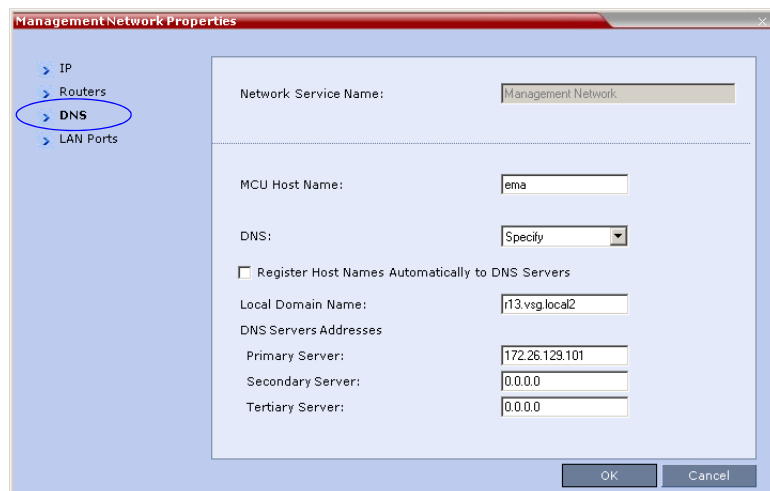 Management Network Properties
IP
Routers
DNS
LAN Ports
Network Service Name: Management Network
MCU Host Name: ema
DNS: Specify
Register Host Names Automatically to DNS Servers
Local Domain Name: r13.vsg.local2
DNS Servers Addresses
Primary Server: 172.26.129.101
Secondary Server: 0.0.0.0
Tertiary Server: 0.0.0.0
OK Cancel